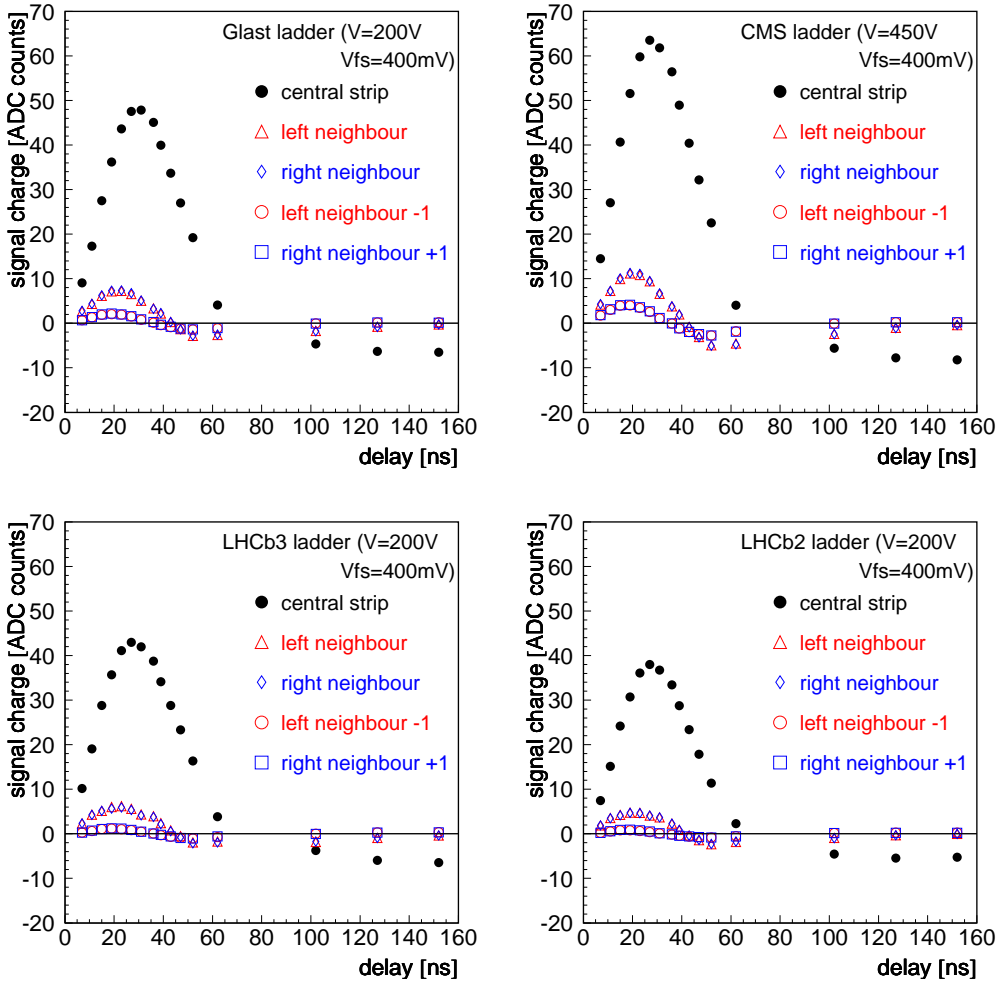 Glast ladder (V=200V
Vfs=400mV)
central strip
left neighbour
right neighbour
left neighbour -1
right neighbour +1
signal charge [ADC counts]
70
60
50
40
30
20
10
0
-10
-20
0 20 40 60 80 100 120 140 160
delay [ns]
CMS ladder (V=450V
Vfs=400mV)
central strip
left neighbour
right neighbour
left neighbour -1
right neighbour +1
signal charge [ADC counts]
70
60
50
40
30
20
10
0
-10
-20
0 20 40 60 80 100 120 140 160
delay [ns]
LHCb3 ladder (V=200V
Vfs=400mV)
central strip
left neighbour
right neighbour
left neighbour -1
right neighbour +1
signal charge [ADC counts]
70
60
50
40
30
20
10
0
-10
-20
0 20 40 60 80 100 120 140 160
delay [ns]
LHCb2 ladder (V=200V
Vfs=400mV)
central strip
left neighbour
right neighbour
left neighbour -1
right neighbour +1
signal charge [ADC counts]
70
60
50
40
30
20
10
0
-10
-20
0 20 40 60 80 100 120 140 160
delay [ns]